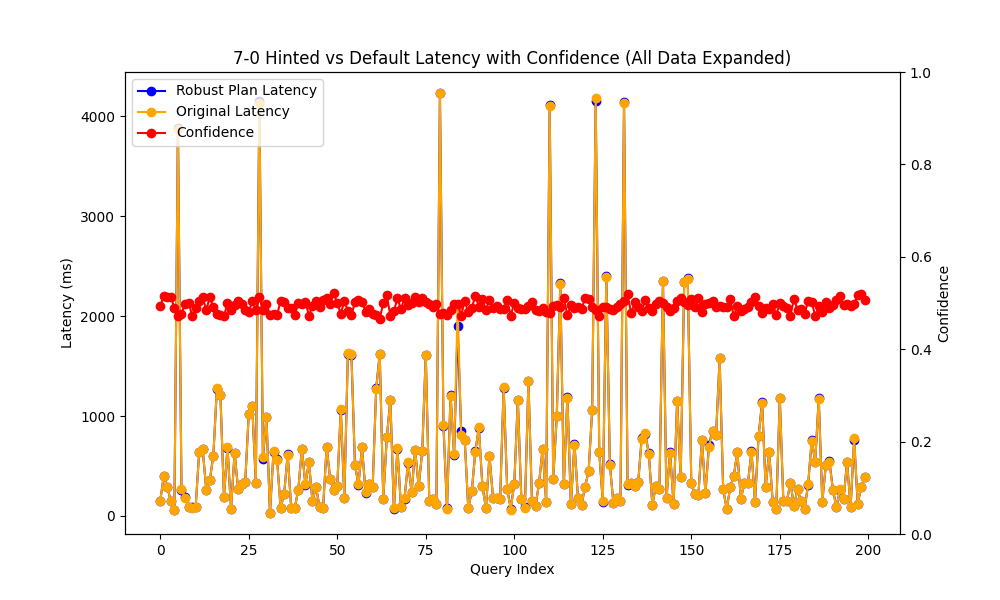 7-0 Hinted vs Default Latency with Confidence (All Data Expanded)
Robust Plan Latency
Original Latency
Confidence
Latency (ms)
4000
3000
2000
1000
0
1.0
0.8
0.6
0.4
0.2
0.0
Confidence
0 25 50 75 100 125 150 175 200
Query Index